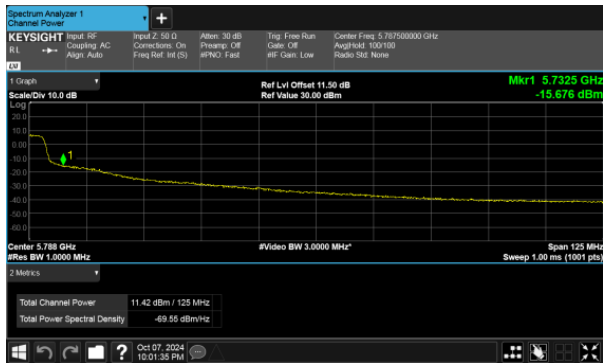 Spectrum Analyzer 1
Channel Power
+
KEYSIGHT
RL
Input: RF
Coupling: AC
Align: Auto
Input Z: 50 Ω
Corrections: On
Freq Ref: Int (S)
Atten: 30 dB
Preamp: Off
#PNO: Fast
Trig: Free Run
Gate: Off
#IF Gain: Low
Center Freq: 5.787500000 GHz
Avg|Hold: 100/100
Radio Std: None
LXI
1 Graph
Scale/Div 10.0 dB
Ref Lvl Offset 11.50 dB
Ref Value 30.00 dBm
Mkr1 5.7325 GHz
-15.676 dBm
Log
20.0
10.0
0.00
-10.0
-20.0
-30.0
-40.0
-50.0
-60.0
1
Center 5.788 GHz
#Res BW 1.0000 MHz
#Video BW 3.0000 MHz*
Span 125 MHz
Sweep 1.00 ms (1001 pts)
2 Metrics
Total Channel Power 11.42 dBm / 125 MHz
Total Power Spectral Density -69.55 dBm/Hz
?
Oct 07, 2024
10:01:35 PM